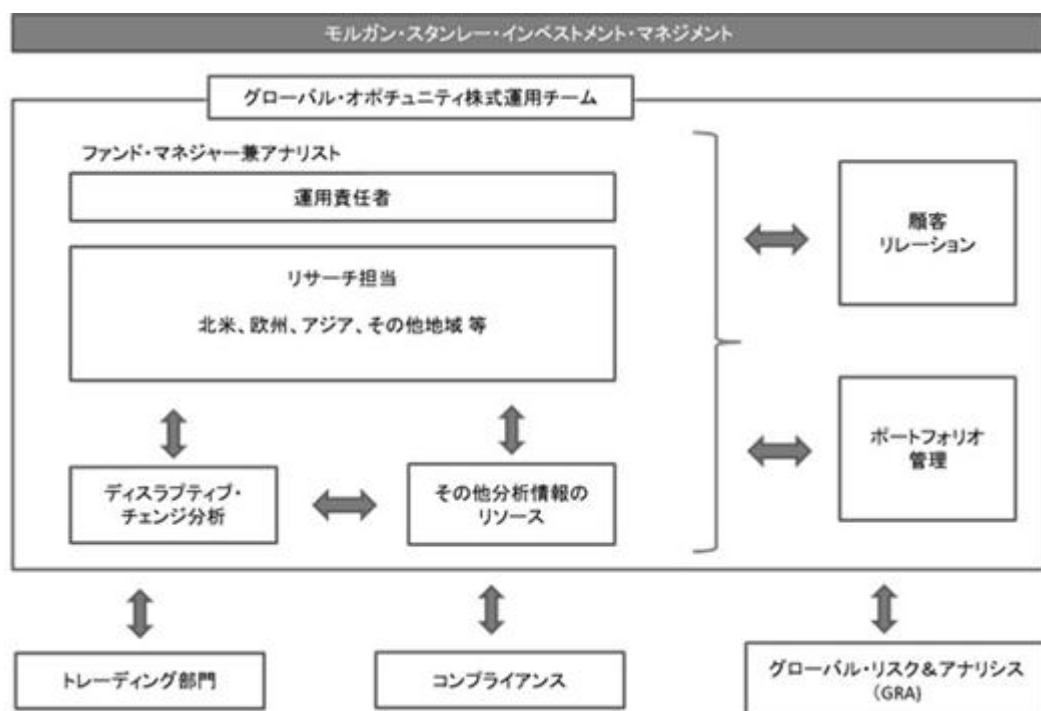 モルガン・スタンレー・インベストメント・マネジメント
グローバル・オポチュニティ株式運用チーム
ファンド・マネジャー兼アナリスト
運用責任者
リサーチ担当
北米、欧州、アジア、その他地域 等
ディスラプティブ・
チェンジ分析
その他分析情報の
リソース
顧客
リレーション
ポートフォリオ
管理
トレーディング部門
コンプライアンス
グローバル・リスク&アナリシス
(GRA)